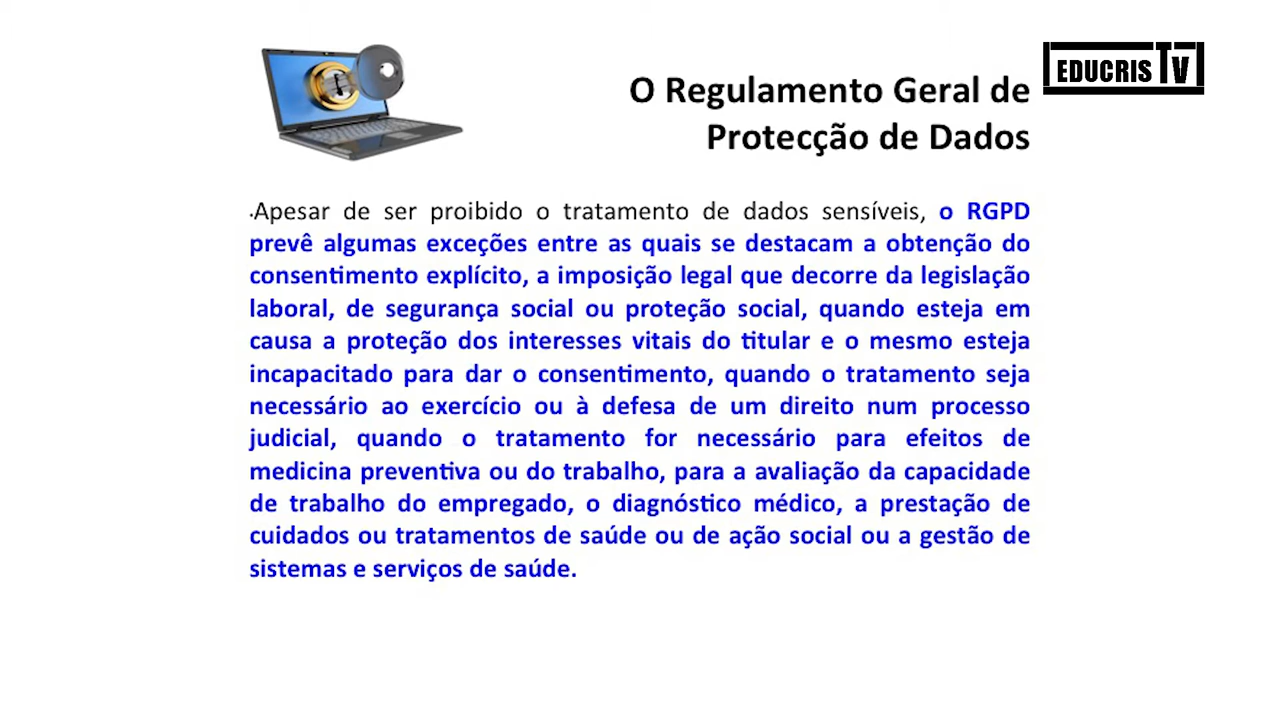 EDUCRIS TV
O Regulamento Geral de
Protecção de Dados
.Apesar de ser proibido o tratamento de dados sensíveis, o RGPD
prevê algumas exceções entre as quais se destacam a obtenção do
consentimento explícito, a imposição legal que decorre da legislação
laboral, de segurança social ou proteção social, quando esteja em
causa a proteção dos interesses vitais do titular e o mesmo esteja
incapacitado para dar o consentimento, quando o tratamento seja
necessário ao exercício ou à defesa de um direito num processo
judicial, quando o tratamento for necessário para efeitos de
medicina preventiva ou do trabalho, para a avaliação da capacidade
de trabalho do empregado, o diagnóstico médico, a prestação de
cuidados ou tratamentos de saúde ou de ação social ou a gestão de
sistemas e serviços de saúde.